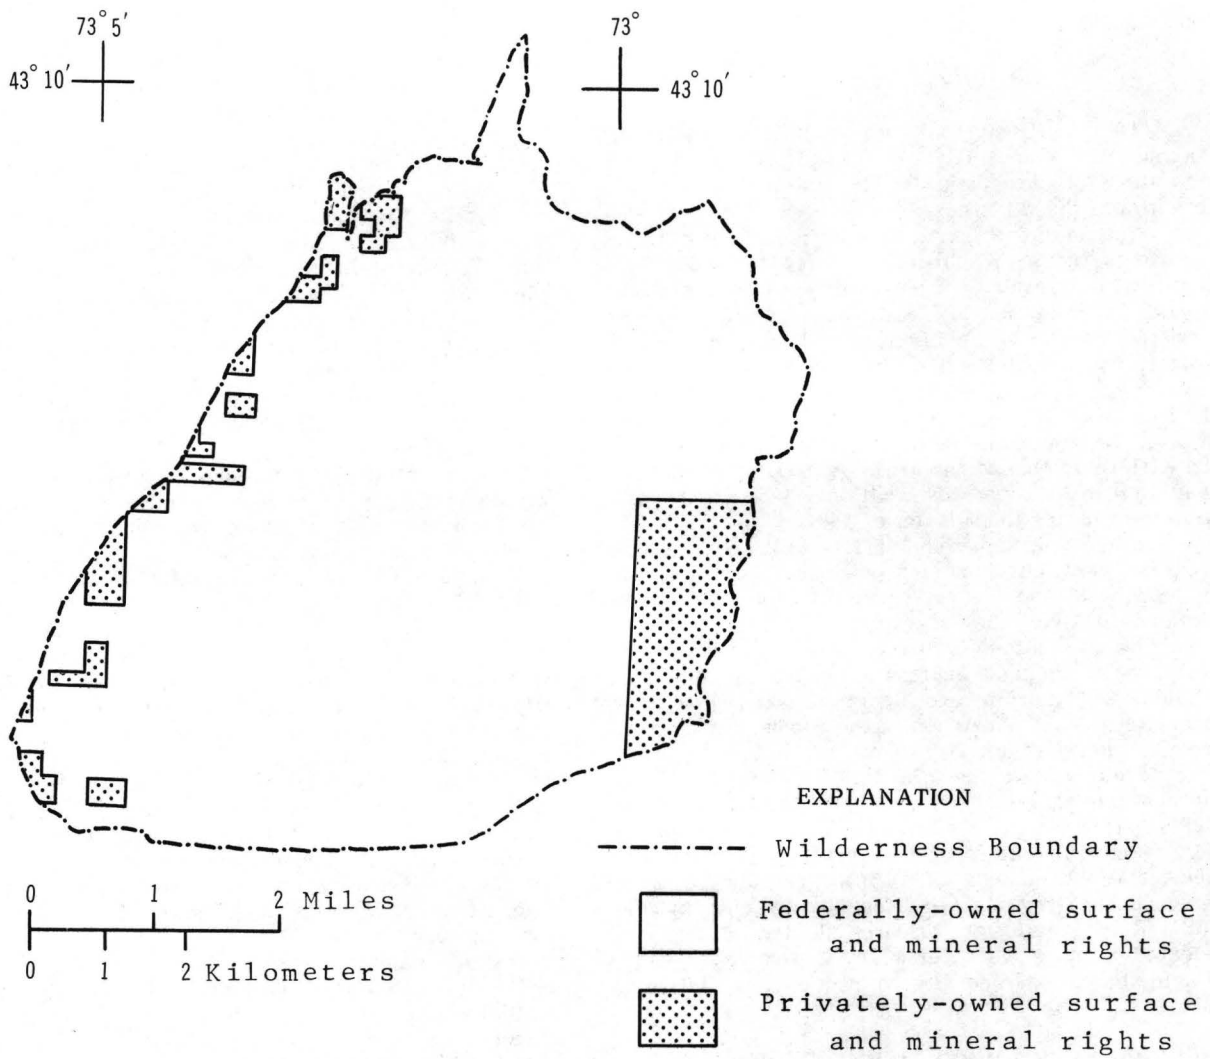 73° 5′
73°
43° 10′
43° 10′
EXPLANATION
Wilderness Boundary
Federally-owned surface
and mineral rights
Privately-owned surface
and mineral rights
0 1 2 Miles
0 1 2 Kilometers